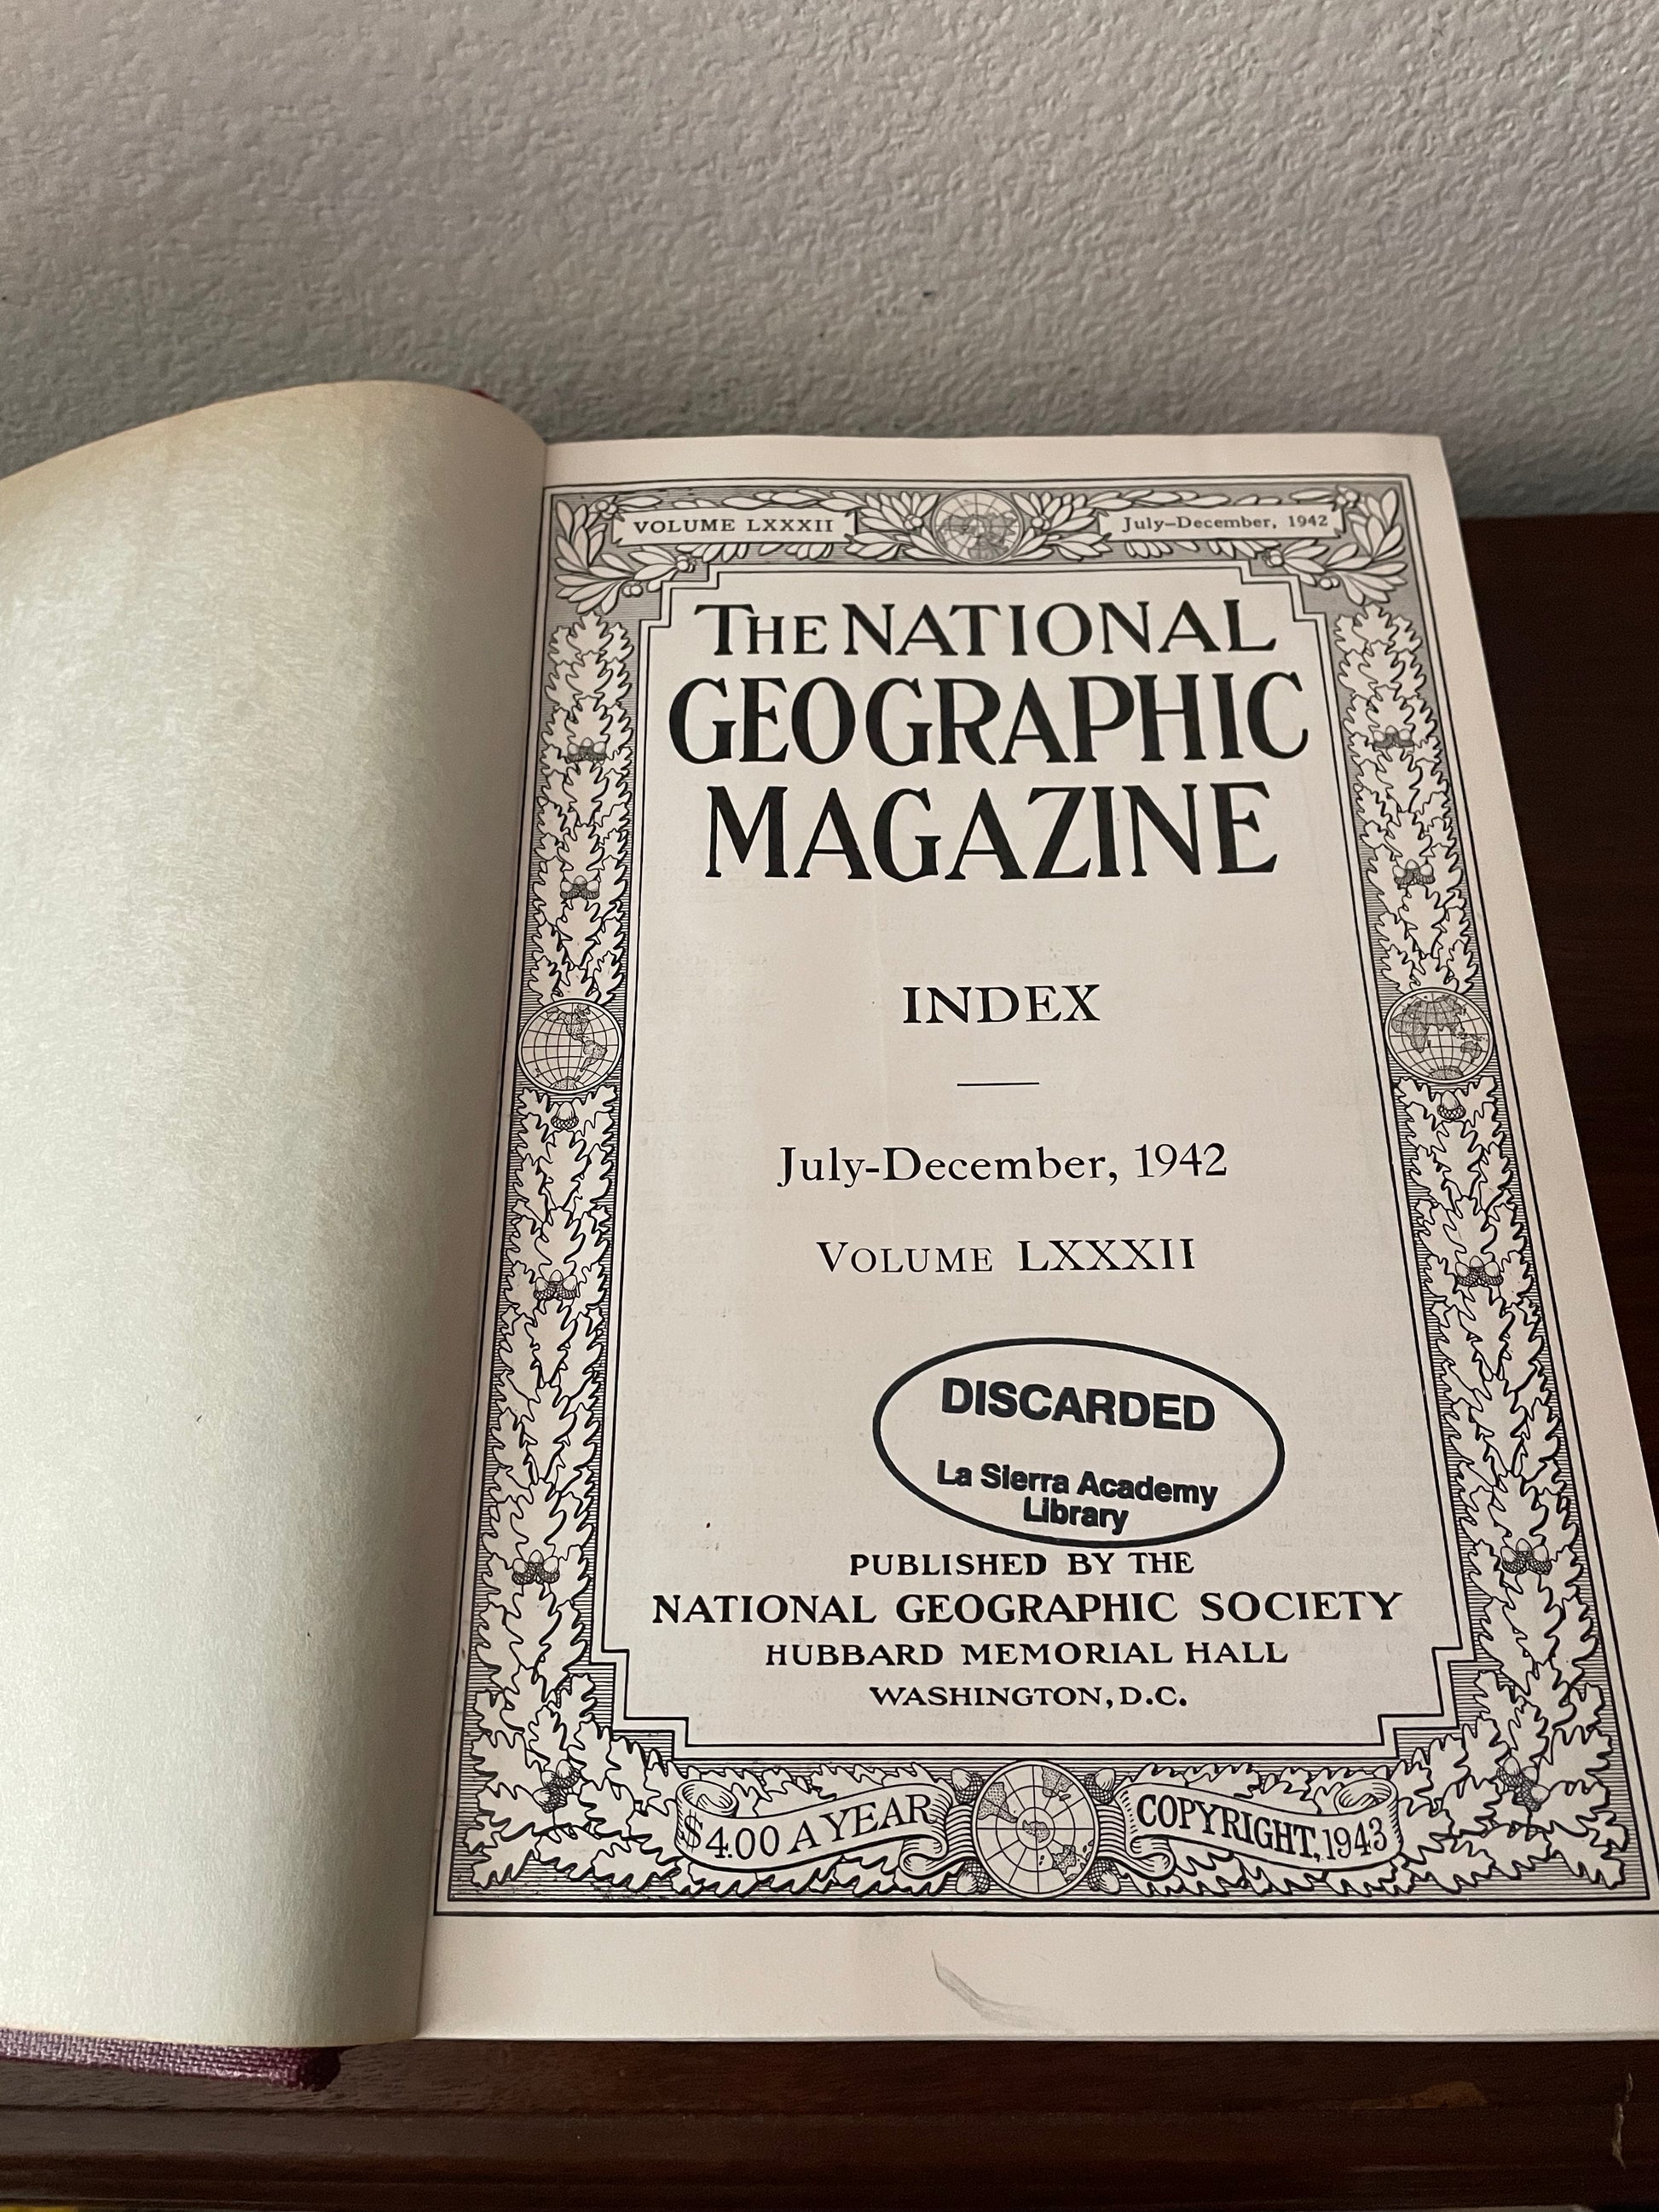 VOLUME LXXXII
July–December, 1942
THE NATIONAL
GEOGRAPHIC
MAGAZINE
INDEX
July-December, 1942
VOLUME LXXXII
DISCARDED
La Sierra Academy
Library
PUBLISHED BY THE
NATIONAL GEOGRAPHIC SOCIETY
HUBBARD MEMORIAL HALL
WASHINGTON, D.C.
$4.00 A YEAR
COPYRIGHT, 1943